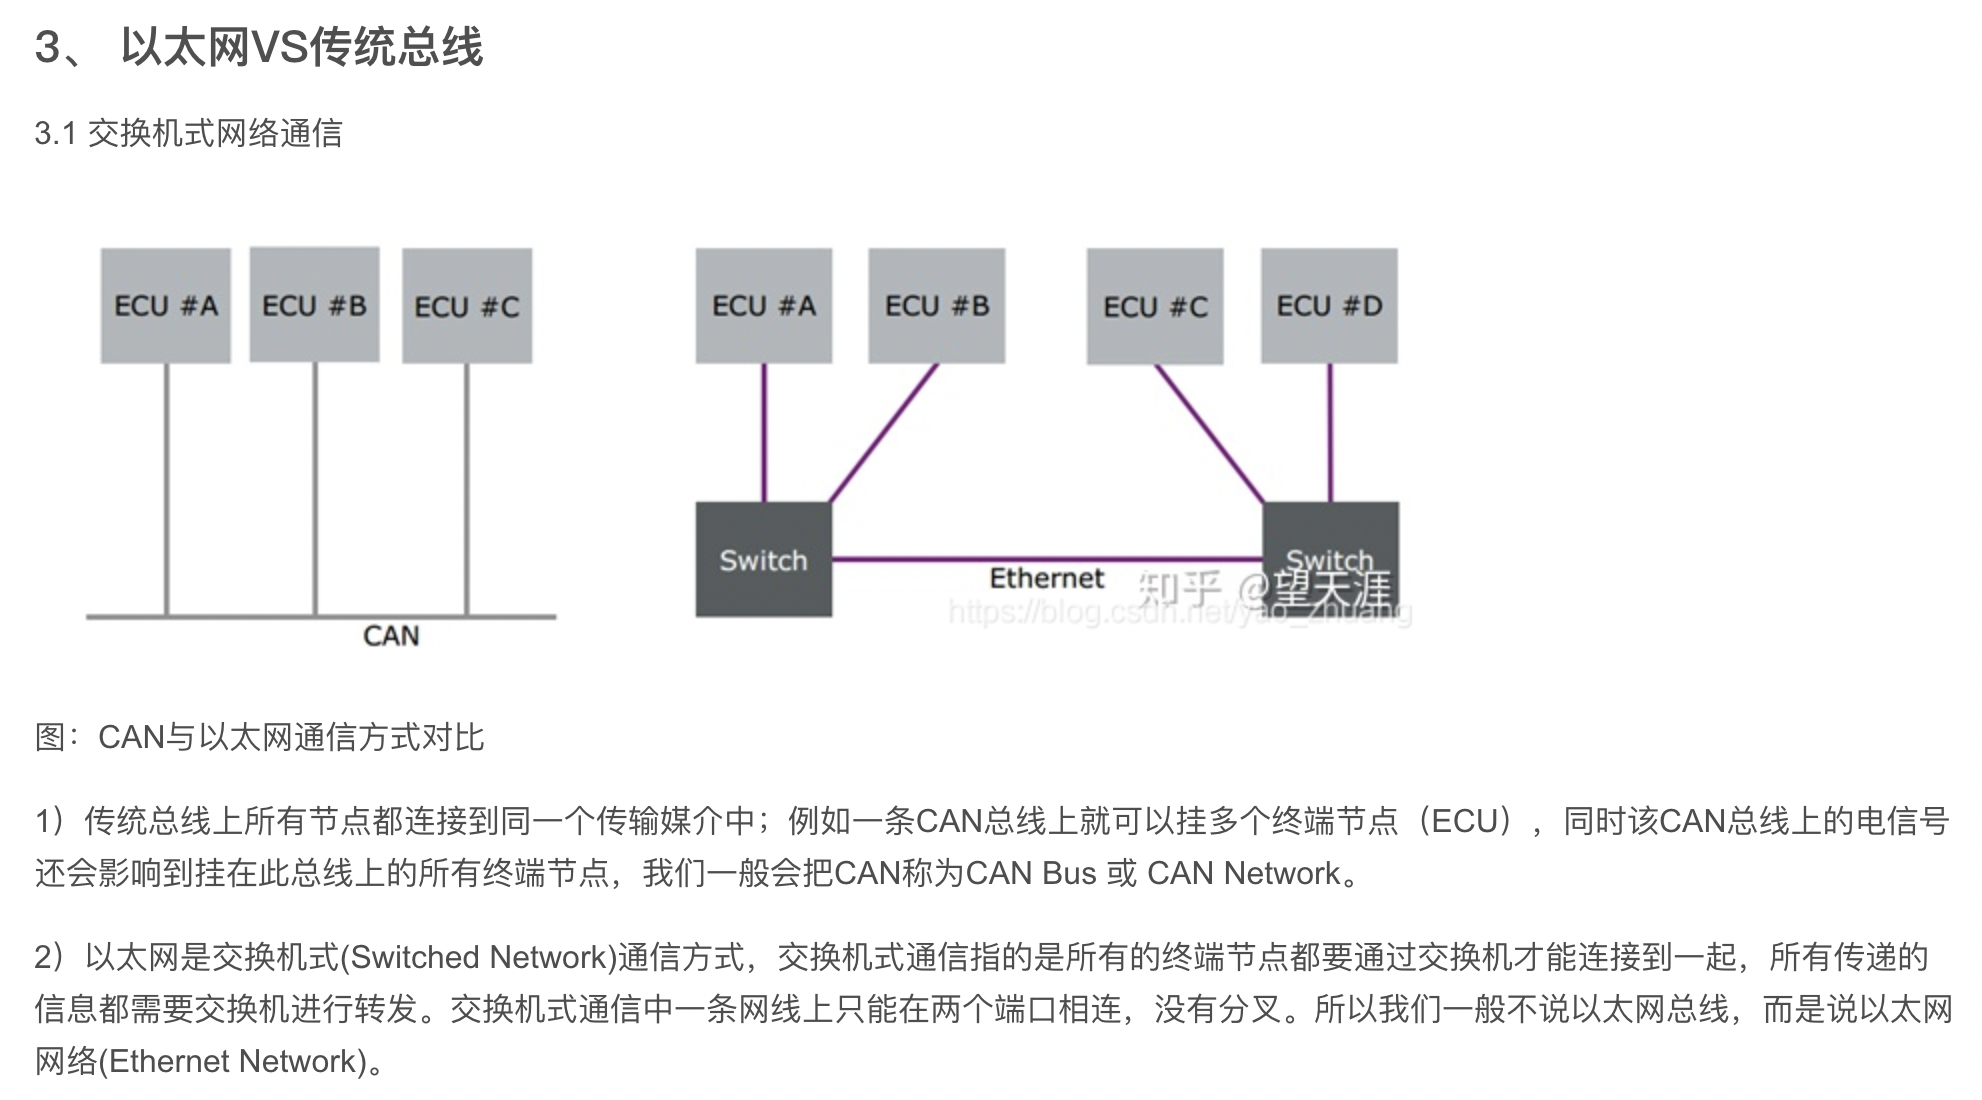 3、 以太网VS传统总线
3.1 交换机式网络通信
ECU #A
ECU #B
ECU #C
ECU #A
ECU #B
ECU #C
ECU #D
Switch
Switch
Ethernet
知乎 @望天涯
https://blog.csdn.net/yao_zhuang
CAN
图：CAN与以太网通信方式对比
1）传统总线上所有节点都连接到同一个传输媒介中；例如一条CAN总线上就可以挂多个终端节点（ECU），同时该CAN总线上的电信号
还会影响到挂在此总线上的所有终端节点，我们一般会把CAN称为CAN Bus 或 CAN Network。
2）以太网是交换机式(Switched Network)通信方式，交换机式通信指的是所有的终端节点都要通过交换机才能连接到一起，所有传递的
信息都需要交换机进行转发。交换机式通信中一条网线上只能在两个端口相连，没有分叉。所以我们一般不说以太网总线，而是说以太网
网络(Ethernet Network)。